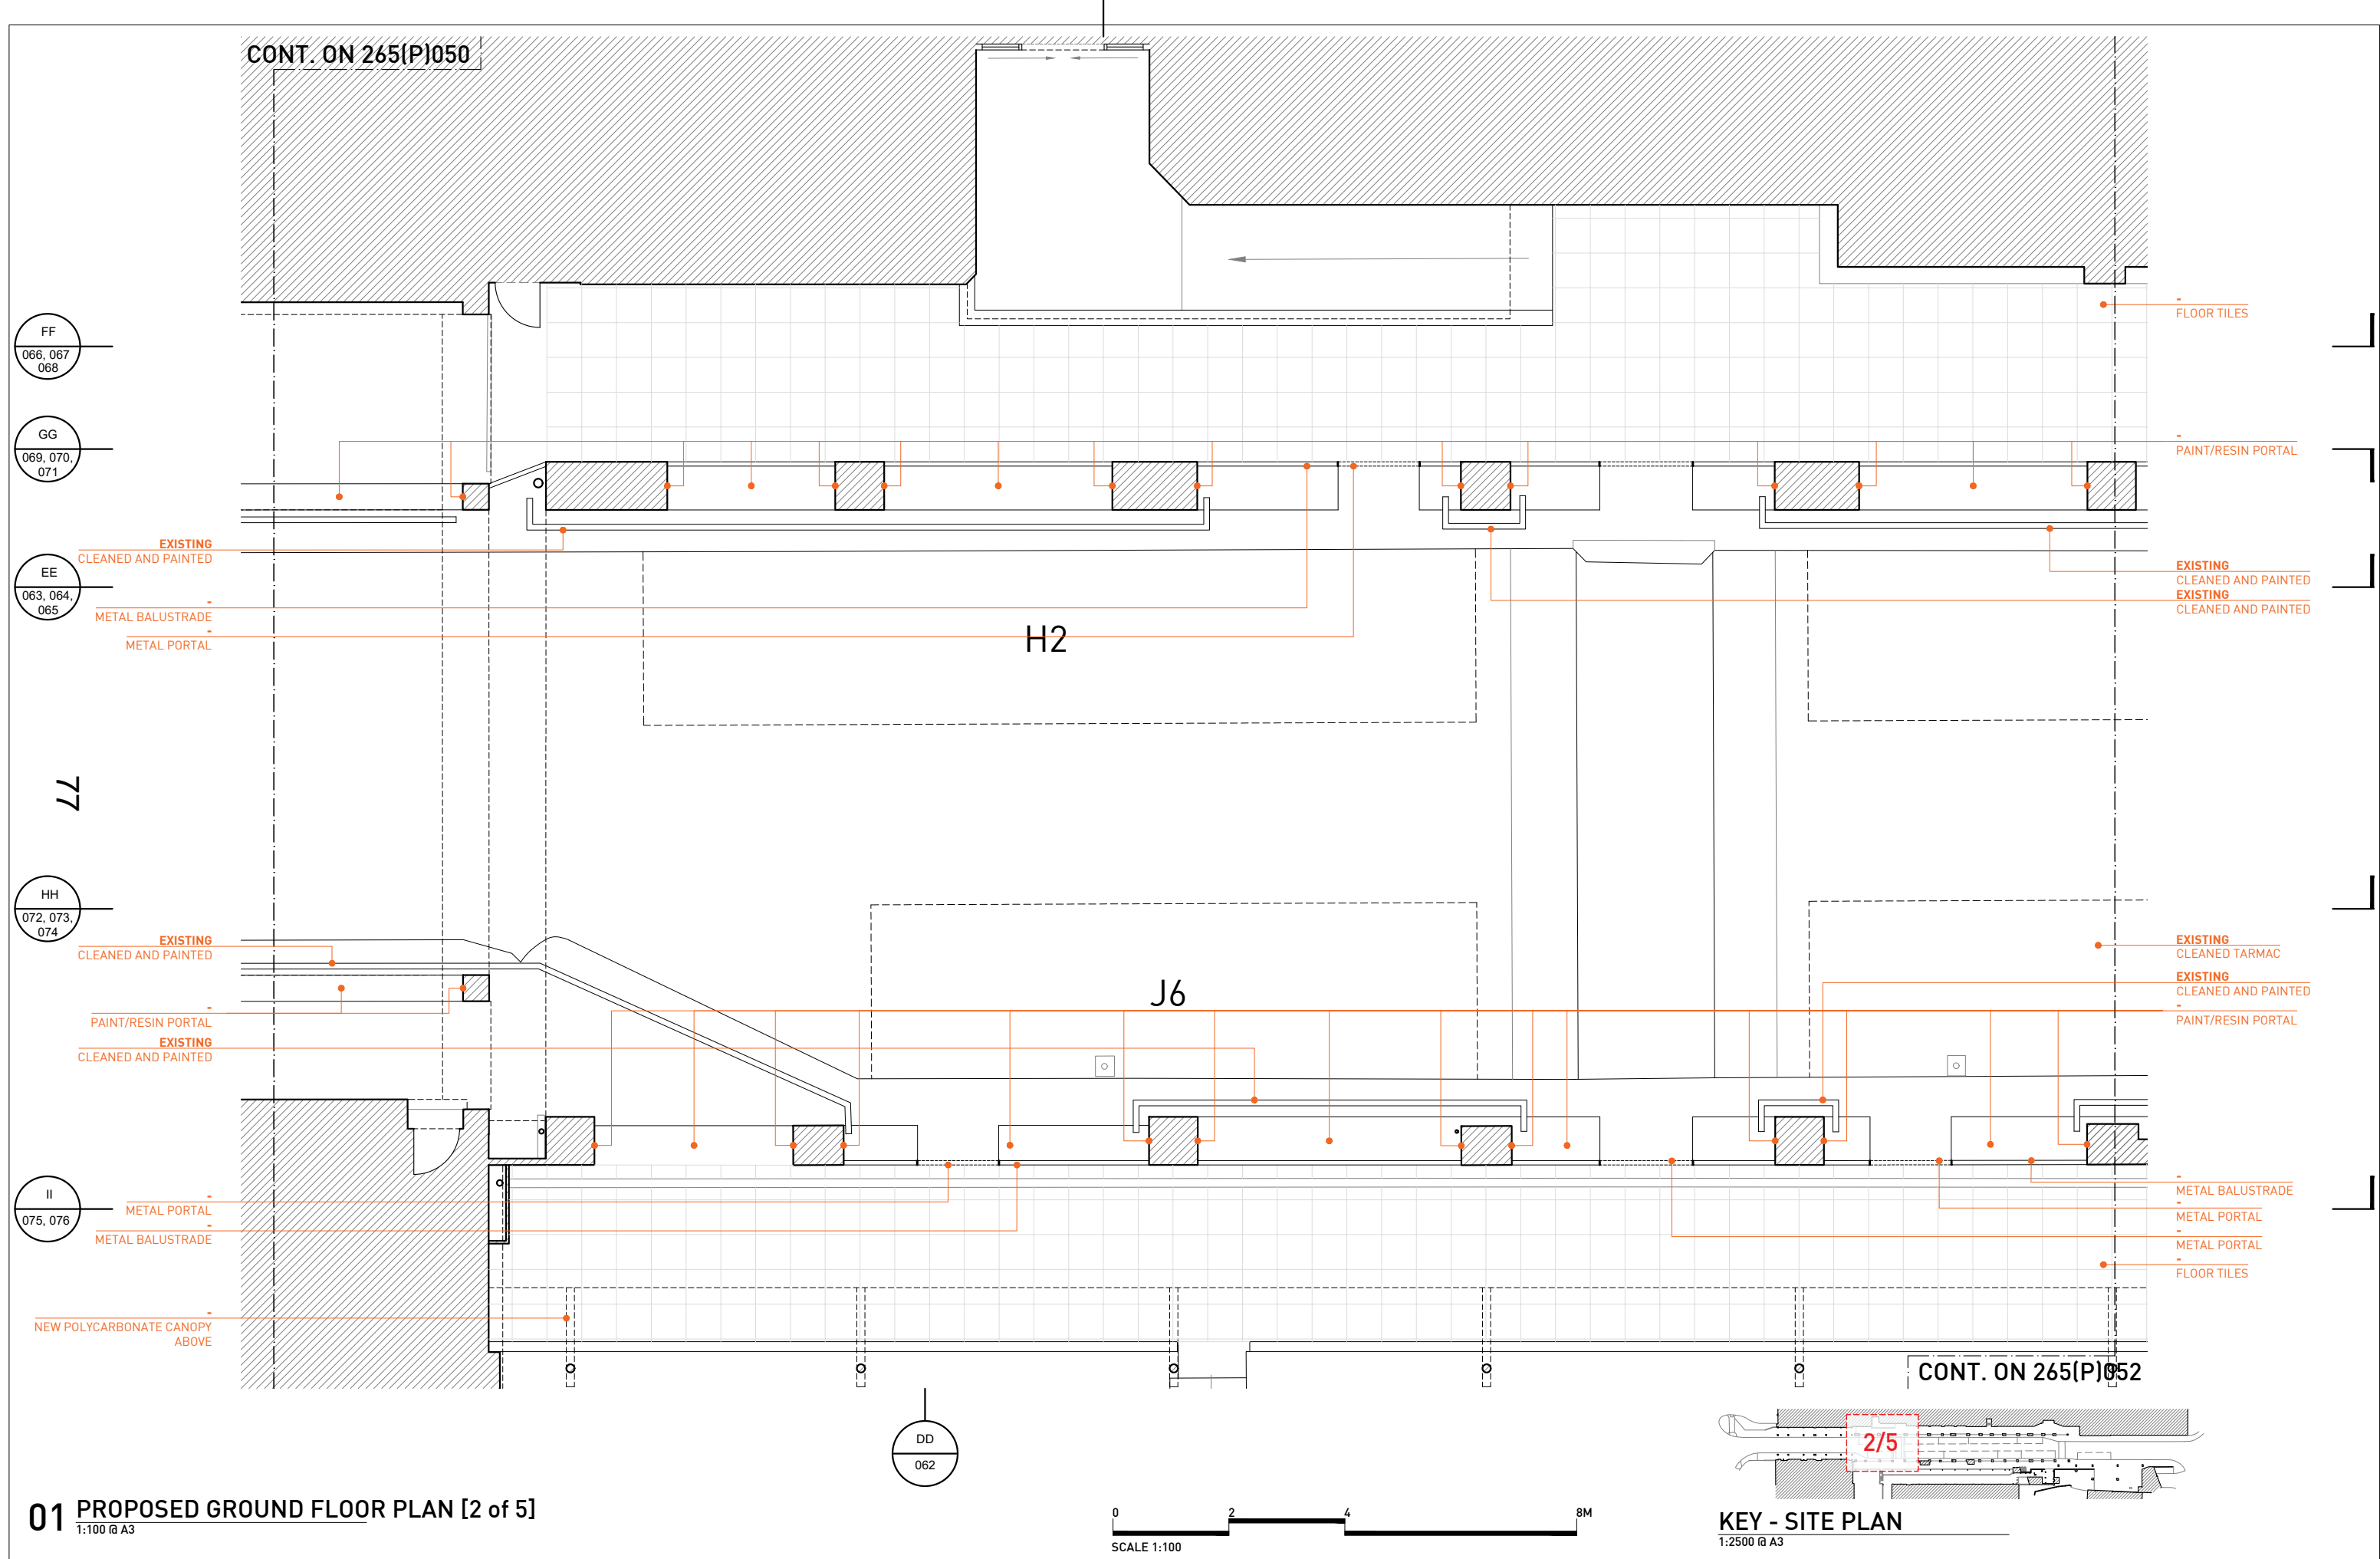 CONT. ON 265(P)050
FF
066, 067
068
GG
069, 070,
071
EE
063, 064,
065
HH
072, 073,
074
II
075, 076
77
EXISTING
CLEANED AND PAINTED
-
METAL BALUSTRADE
-
METAL PORTAL
EXISTING
CLEANED AND PAINTED
-
PAINT/RESIN PORTAL
EXISTING
CLEANED AND PAINTED
-
METAL PORTAL
-
METAL BALUSTRADE
-
NEW POLYCARBONATE CANOPY
ABOVE
H2
J6
-
FLOOR TILES
-
PAINT/RESIN PORTAL
EXISTING
CLEANED AND PAINTED
EXISTING
CLEANED AND PAINTED
EXISTING
CLEANED TARMAC
EXISTING
CLEANED AND PAINTED
-
PAINT/RESIN PORTAL
-
METAL BALUSTRADE
-
METAL PORTAL
-
METAL PORTAL
-
FLOOR TILES
CONT. ON 265(P)052
DD
062
2/5
01 PROPOSED GROUND FLOOR PLAN [2 of 5]
1:100 @ A3
0 2 4 8M
SCALE 1:100
KEY - SITE PLAN
1:2500 @ A3